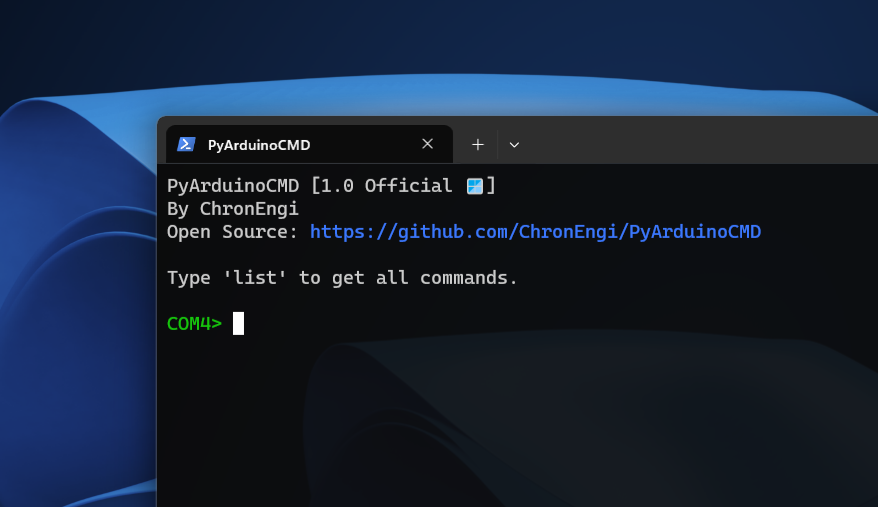 PyArduinoCMD
PyArduinoCMD [1.0 Official 🪟]
By ChronEngi
Open Source: https://github.com/ChronEngi/PyArduinoCMD
Type 'list' to get all commands.
COM4>